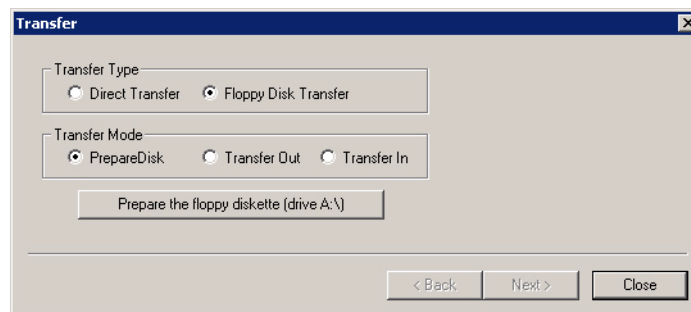 Transfer
Transfer Type
Direct Transfer Floppy Disk Transfer
Transfer Mode
PrepareDisk Transfer Out Transfer In
Prepare the floppy diskette (drive A:\)
< Back Next > Close